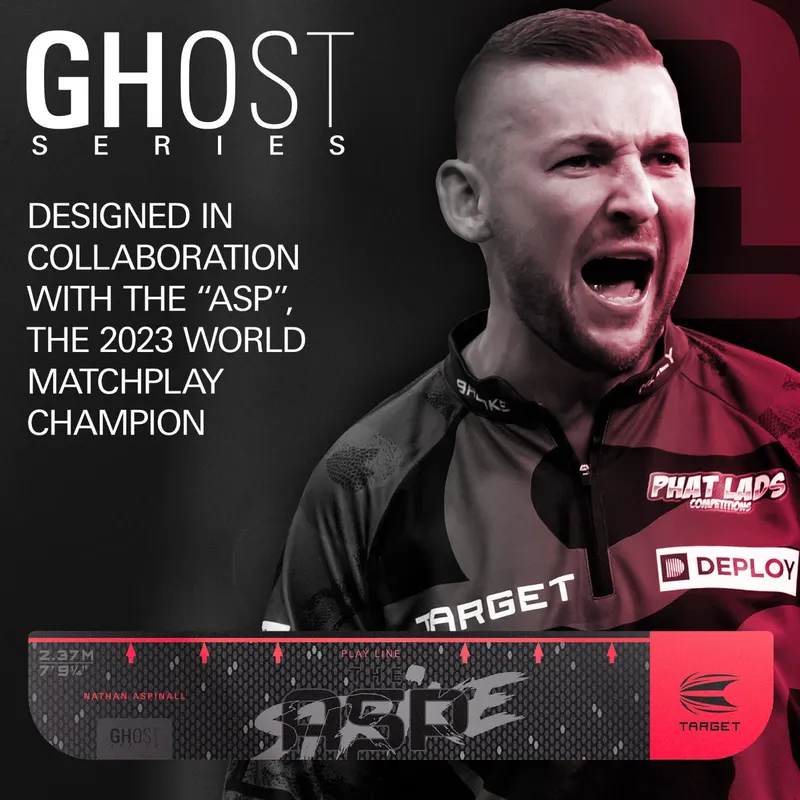 GHOST
SERIES
DESIGNED IN
COLLABORATION
WITH THE “ASP”,
THE 2023 WORLD
MATCHPLAY
CHAMPION
PHAT LADS
COMPETITIONS
DEPLOY
TARGET
2.37M
7' 9¼"
PLAY LINE
THE
ASP
NATHAN ASPINALL
GHOST
TARGET